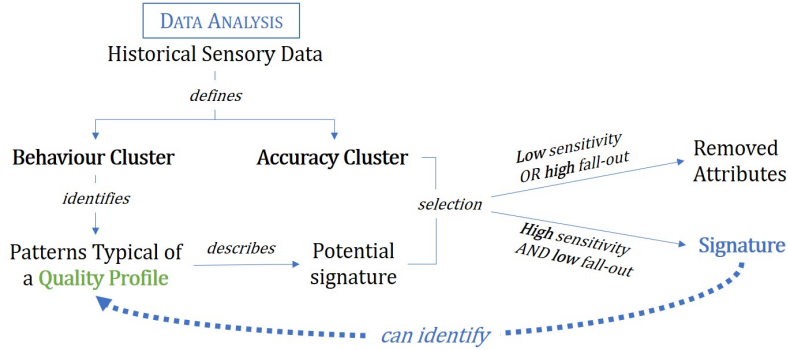 DATA ANALYSIS
Historical Sensory Data
defines
Behaviour Cluster
Accuracy Cluster
identifies
Patterns Typical of
a Quality Profile
describes
Potential
signature
selection
Low sensitivity
OR high fall-out
Removed
Attributes
High sensitivity
AND low fall-out
Signature
can identify